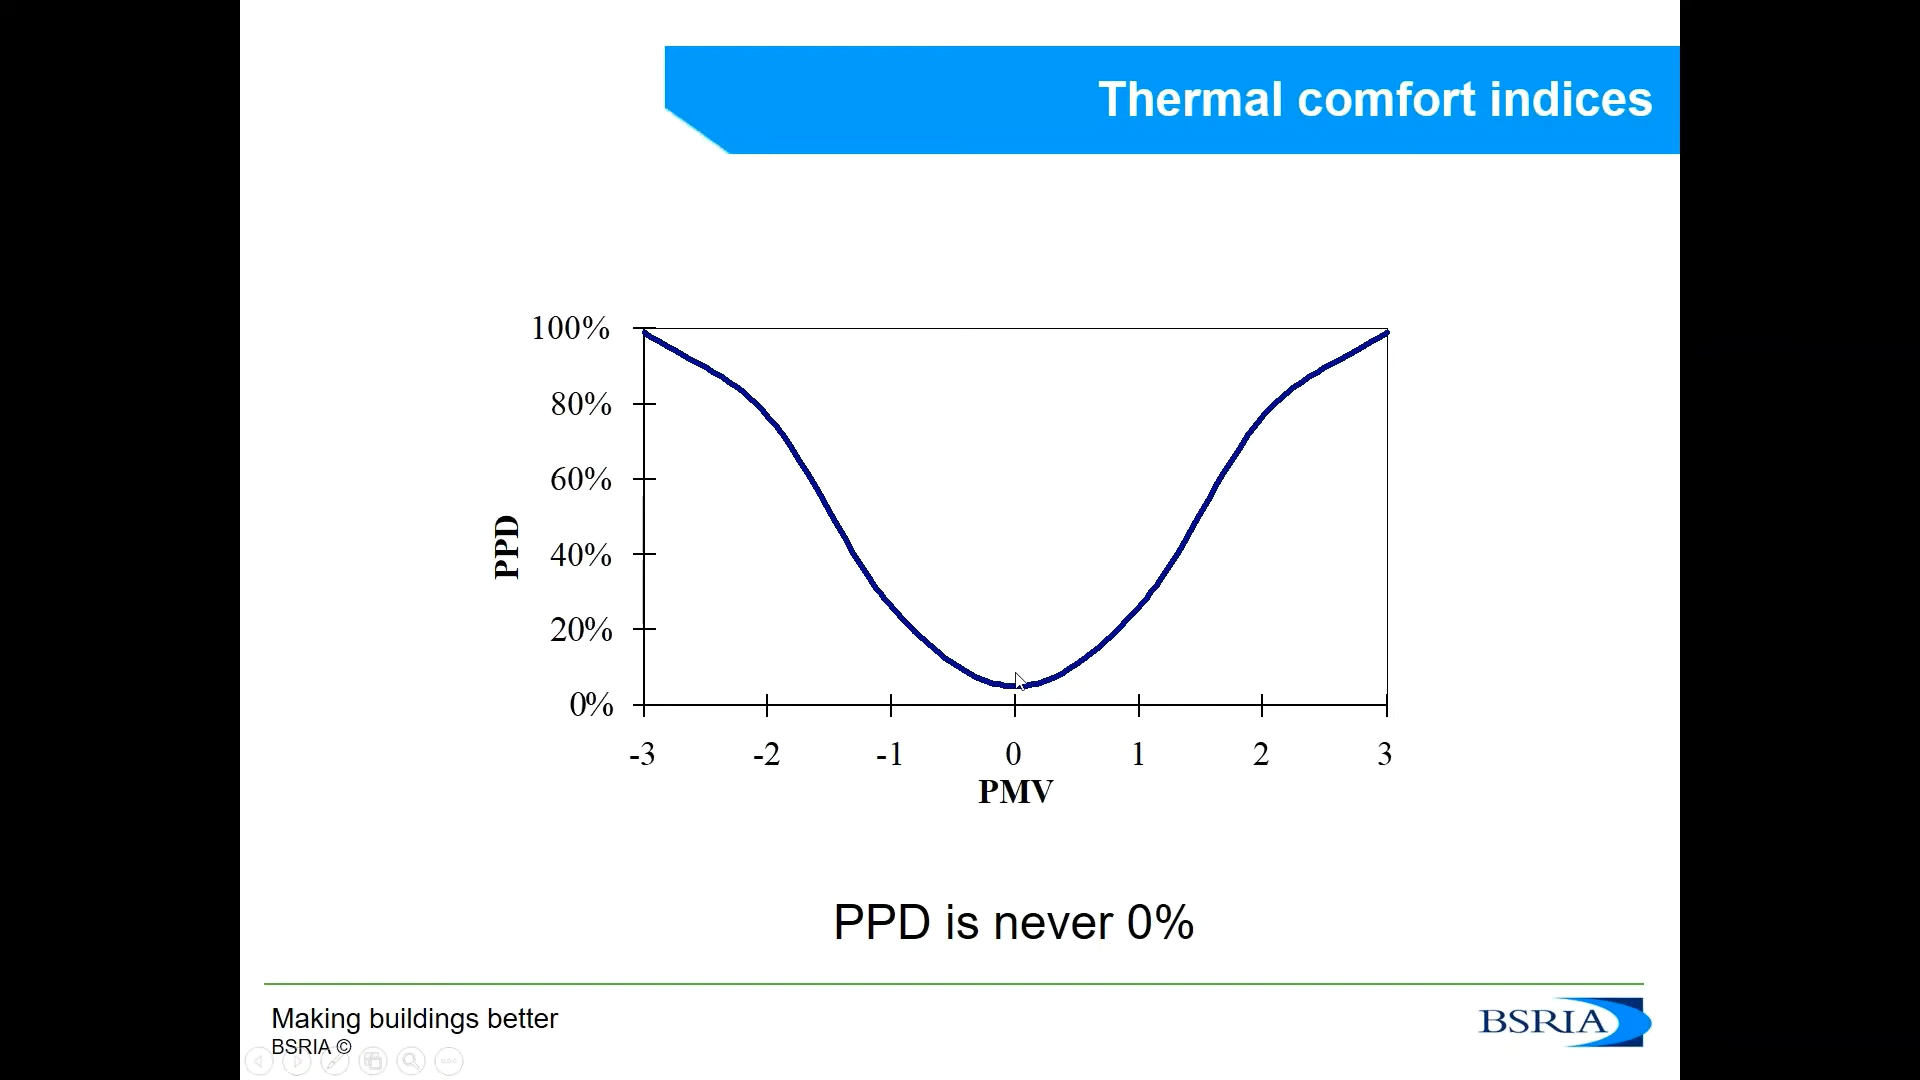 Thermal comfort indices
100%
80%
60%
40%
20%
0%
PPD
-3 -2 -1 0 1 2 3
PMV
PPD is never 0%
Making buildings better
BSRIA ©
BSRIA